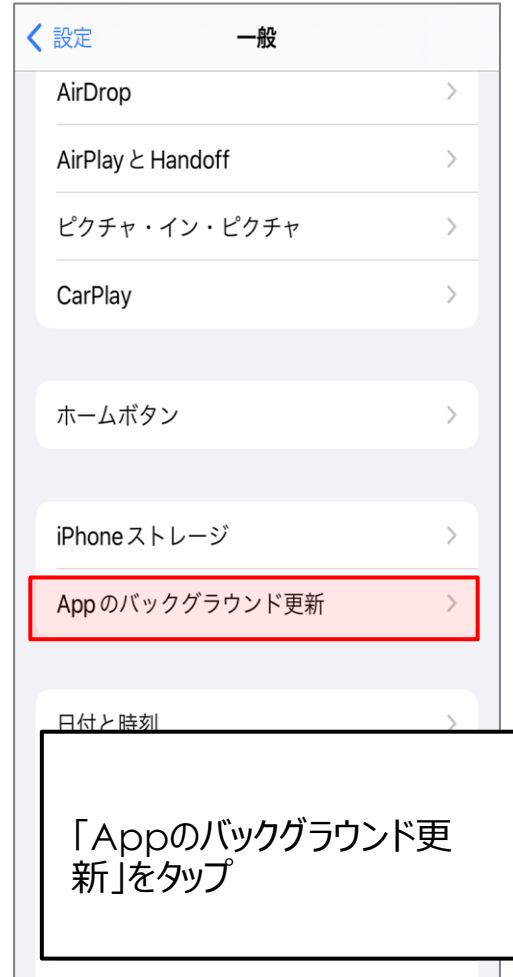 設定
一般
AirDrop
AirPlayとHandoff
ピクチャ・イン・ピクチャ
CarPlay
ホームボタン
iPhoneストレージ
Appのバックグラウンド更新
日付と時刻
「Appのバックグラウンド更
新」をタップ